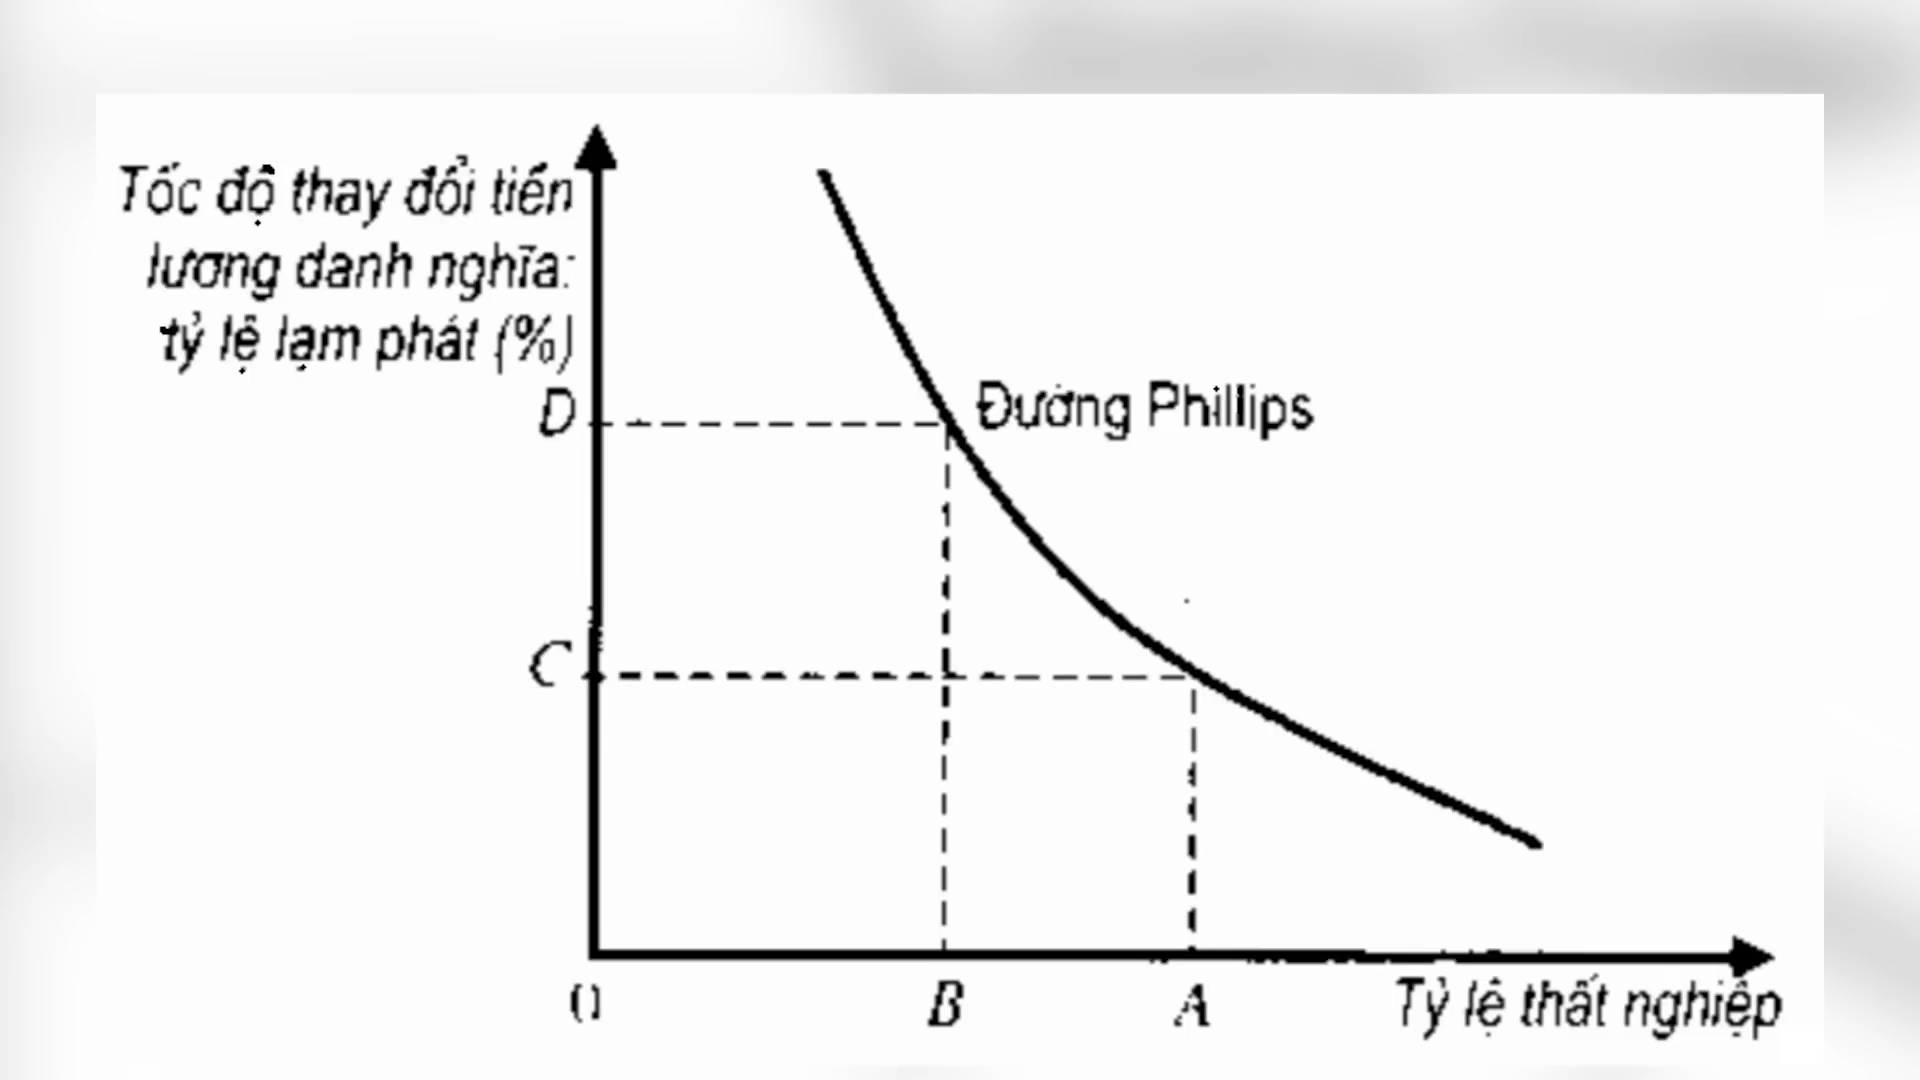 Tốc độ thay đổi tiền
lương danh nghĩa:
tỷ lệ lạm phát (%)
D
Đường Phillips
C
0
B
A
Tỷ lệ thất nghiệp